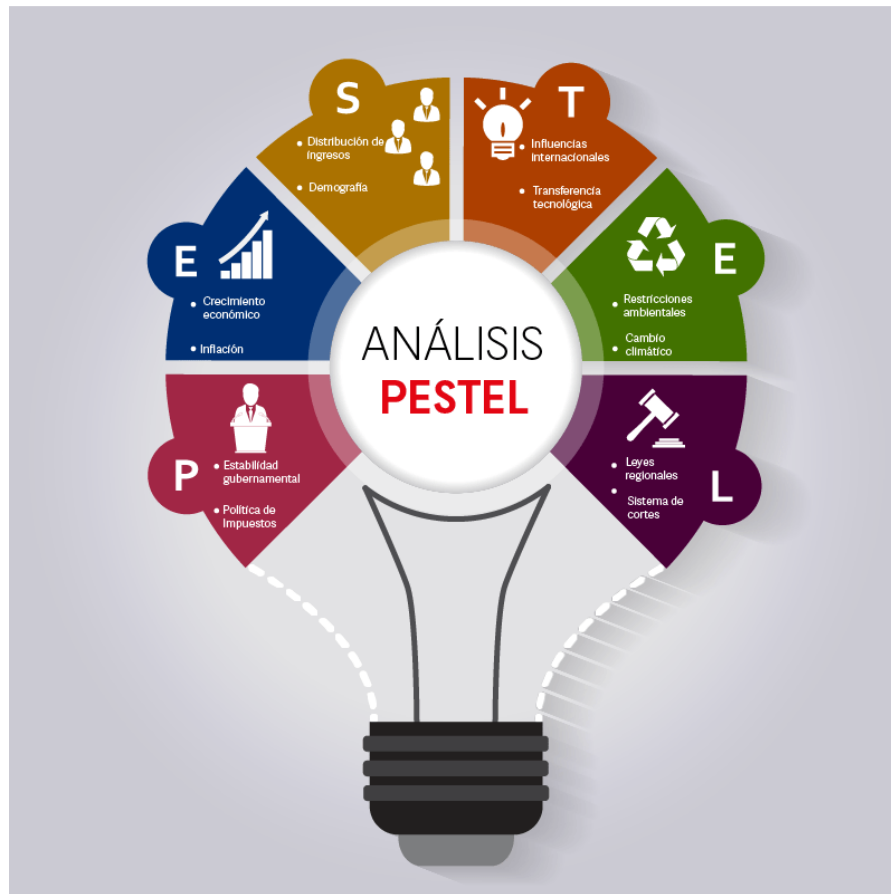 ANÁLISIS
PESTEL
P
• Estabilidad
gubernamental
• Política de
Impuestos
E
• Crecimiento
económico
• Inflación
S
• Distribución de
ingresos
• Demografía
T
• Influencias
internacionales
• Transferencia
tecnológica
E
• Restricciones
ambientales
• Cambio
climático
L
• Leyes
regionales
•
Sistema de
cortes